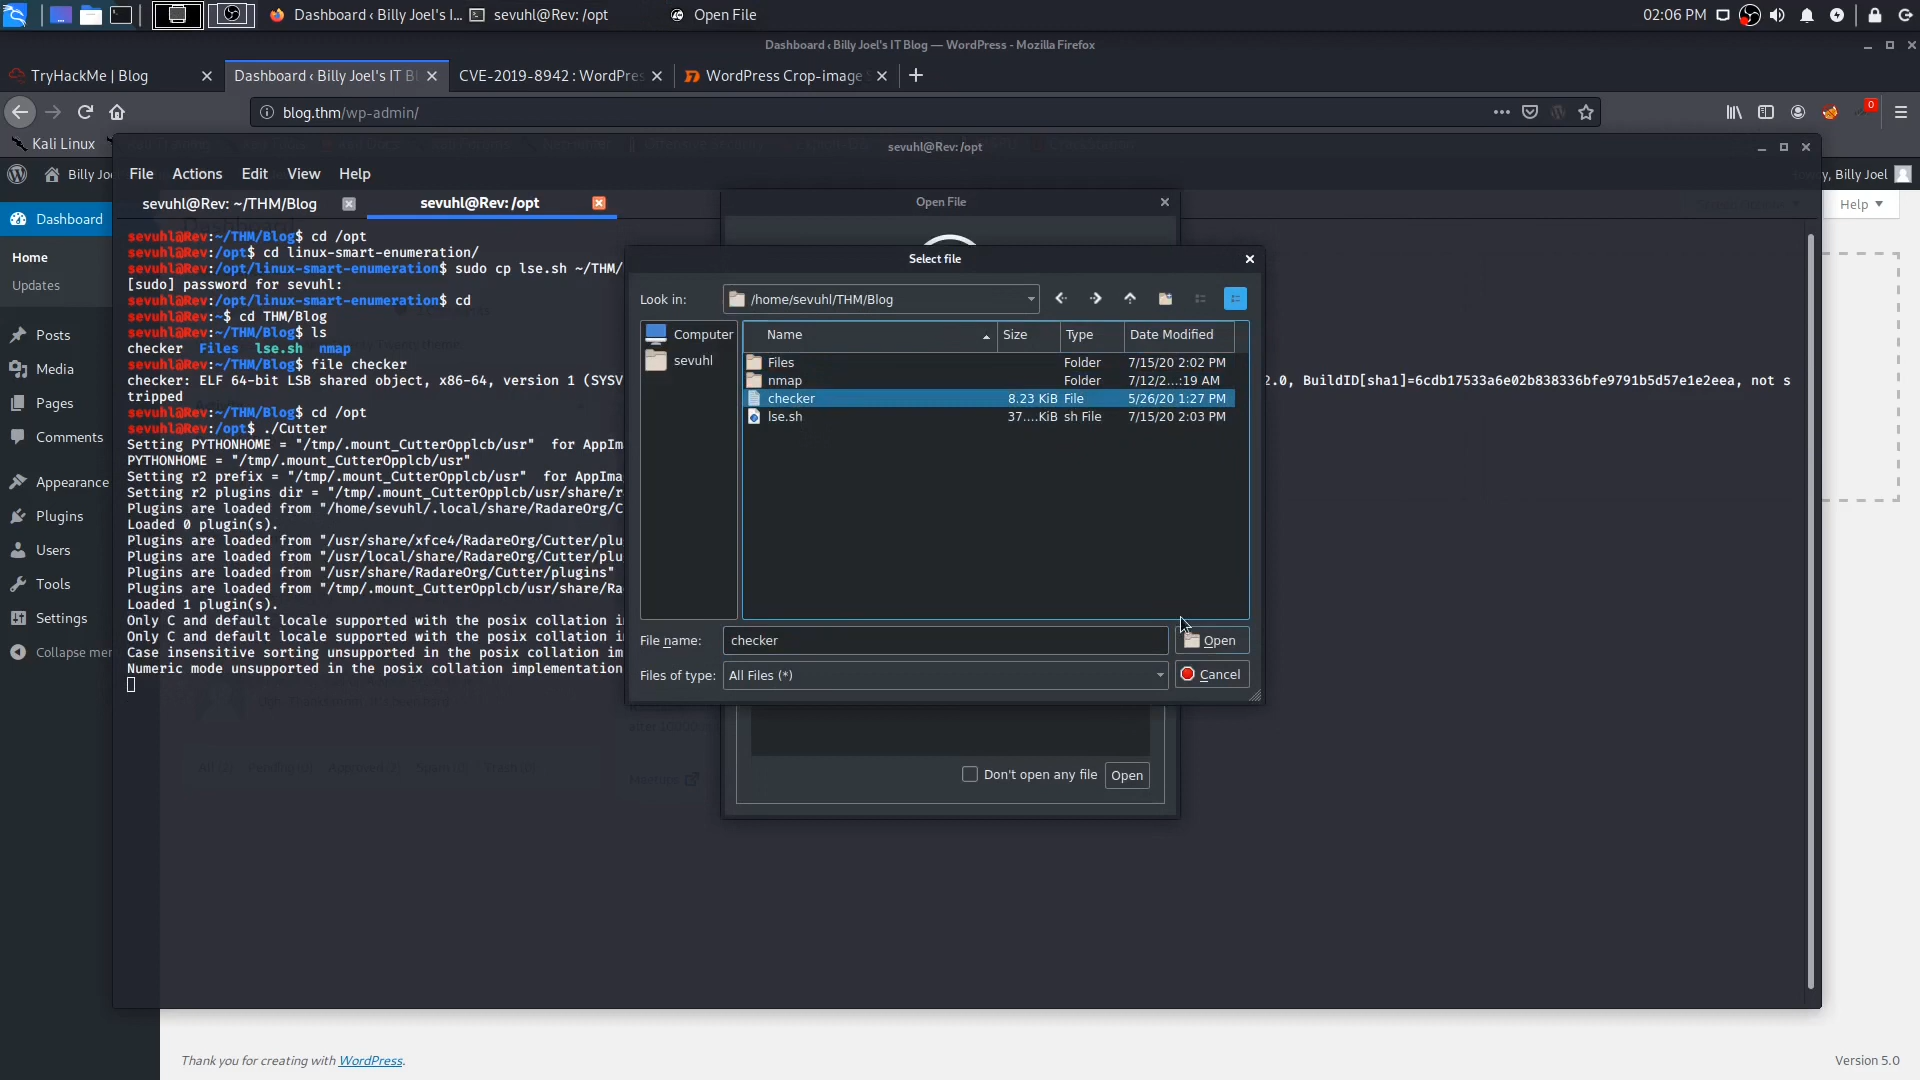 Dashboard ‹ Billy Joel's I...
sevuhl@Rev: /opt
Open File
02:06 PM
Dashboard ‹ Billy Joel's IT Blog — WordPress - Mozilla Firefox
TryHackMe | Blog
Dashboard ‹ Billy Joel's IT B
CVE-2019-8942 : WordPre
WordPress Crop-image
blog.thm/wp-admin/
0
Kali Linux
sevuhl@Rev: /opt
Billy Jo
File Actions Edit View Help
, Billy Joel
Help
sevuhl@Rev: ~/THM/Blog
sevuhl@Rev: /opt
Dashboard
Home
Updates
Posts
Media
Pages
Comments
Appearance
Plugins
Users
Tools
Settings
Collapse mer
sevuhl@Rev:~/THM/Blog$ cd /opt
sevuhl@Rev:/opt$ cd linux-smart-enumeration/
sevuhl@Rev:/opt/linux-smart-enumeration$ sudo cp lse.sh ~/THM/
[sudo] password for sevuhl:
sevuhl@Rev:/opt/linux-smart-enumeration$ cd
sevuhl@Rev:~$ cd THM/Blog
sevuhl@Rev:~/THM/Blog$ ls
checker Files lse.sh nmap
sevuhl@Rev:~/THM/Blog$ file checker
checker: ELF 64-bit LSB shared object, x86-64, version 1 (SYSV
2.0, BuildID[sha1]=6cdb17533a6e02b838336bfe9791b5d57e1e2eea, not s
tripped
sevuhl@Rev:~/THM/Blog$ cd /opt
sevuhl@Rev:/opt$ ./Cutter
Setting PYTHONHOME = "/tmp/.mount_CutterOpplcb/usr" for AppIma
PYTHONHOME = "/tmp/.mount_CutterOpplcb/usr"
Setting r2 prefix = "/tmp/.mount_CutterOpplcb/usr" for AppIma
Setting r2 plugins dir = "/tmp/.mount_CutterOpplcb/usr/share/r
Plugins are loaded from "/home/sevuhl/.local/share/RadareOrg/C
Loaded 0 plugin(s).
Plugins are loaded from "/usr/share/xfce4/RadareOrg/Cutter/plu
Plugins are loaded from "/usr/local/share/RadareOrg/Cutter/plu
Plugins are loaded from "/usr/share/RadareOrg/Cutter/plugins"
Plugins are loaded from "/tmp/.mount_CutterOpplcb/usr/share/Ra
Loaded 1 plugin(s).
Only C and default locale supported with the posix collation i
Only C and default locale supported with the posix collation i
Case insensitive sorting unsupported in the posix collation im
Numeric mode unsupported in the posix collation implementation
Open File
Select file
Look in: /home/sevuhl/THM/Blog
Computer
sevuhl
Name Size Type Date Modified
Files Folder 7/15/20 2:02 PM
nmap Folder 7/12/2...:19 AM
checker 8.23 KiB File 5/26/20 1:27 PM
lse.sh 37....KiB sh File 7/15/20 2:03 PM
File name: checker Open
Files of type: All Files (*) Cancel
Don't open any file Open
Thank you for creating with WordPress.
Version 5.0